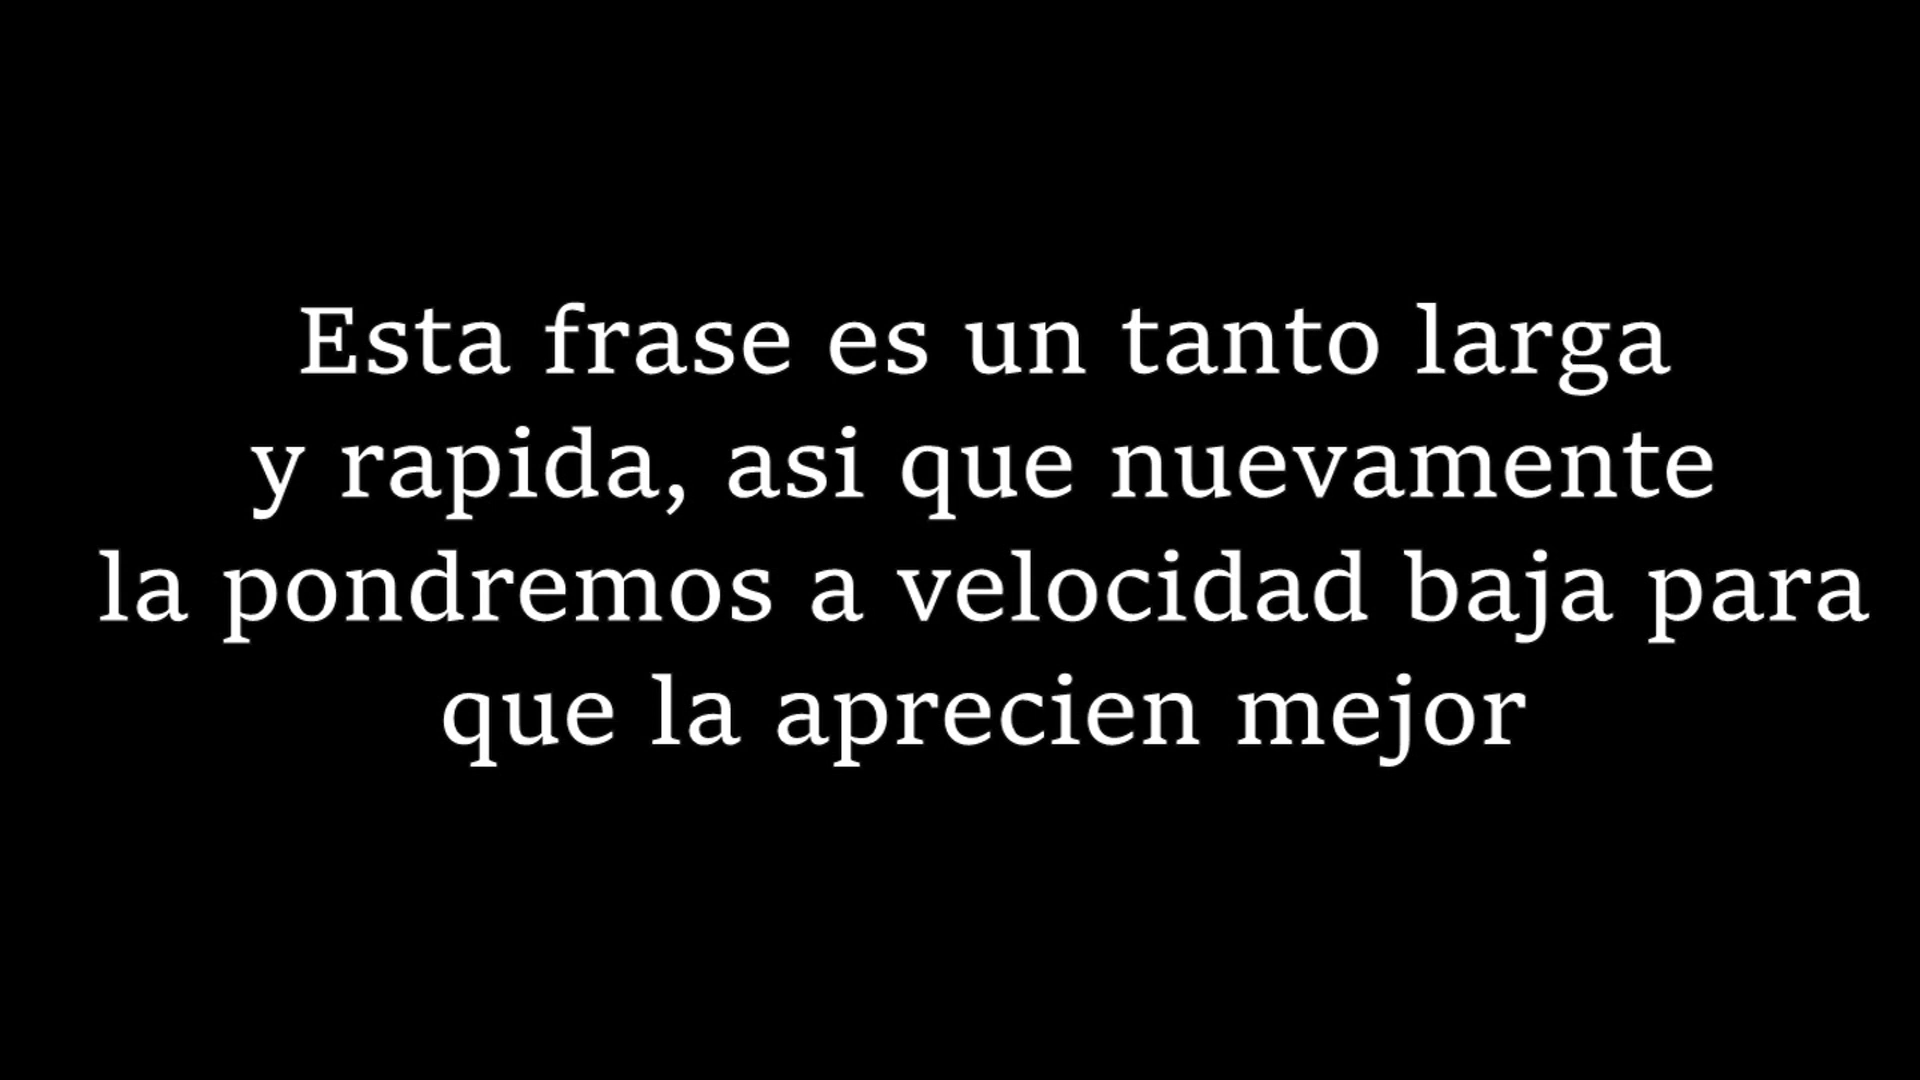 Esta frase es un tanto larga
y rapida, asi que nuevamente
la pondremos a velocidad baja para
que la aprecien mejor